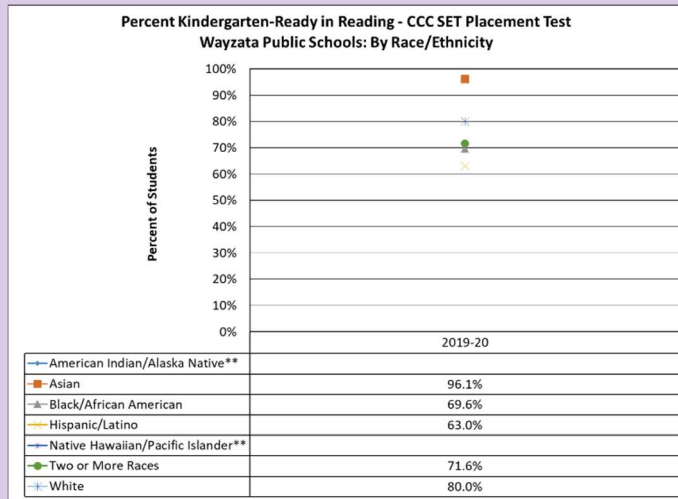 Percent Kindergarten-Ready in Reading - CCC SET Placement Test
Wayzata Public Schools: By Race/Ethnicity
100%
90%
80%
70%
60%
50%
40%
30%
20%
10%
0%
Percent of Students
2019-20
American Indian/Alaska Native**
Asian 96.1%
Black/African American 69.6%
Hispanic/Latino 63.0%
Native Hawaiian/Pacific Islander**
Two or More Races 71.6%
White 80.0%